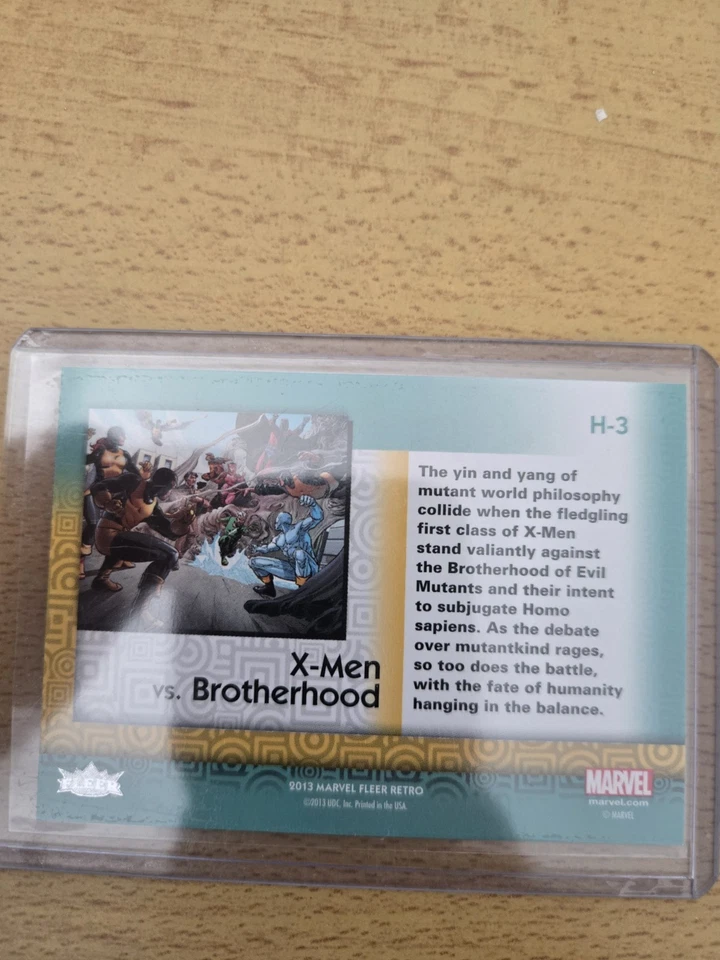 H-3
The yin and yang of
mutant world philosophy
collide when the fledgling
first class of X-Men
stand valiantly against
the Brotherhood of Evil
Mutants and their intent
to subjugate Homo
sapiens. As the debate
over mutantkind rages,
so too does the battle,
with the fate of humanity
hanging in the balance.
X-Men
vs. Brotherhood
FLEER
2013 MARVEL FLEER RETRO
©2013 UDC, Inc. Printed in the USA.
MARVEL
marvel.com
© MARVEL